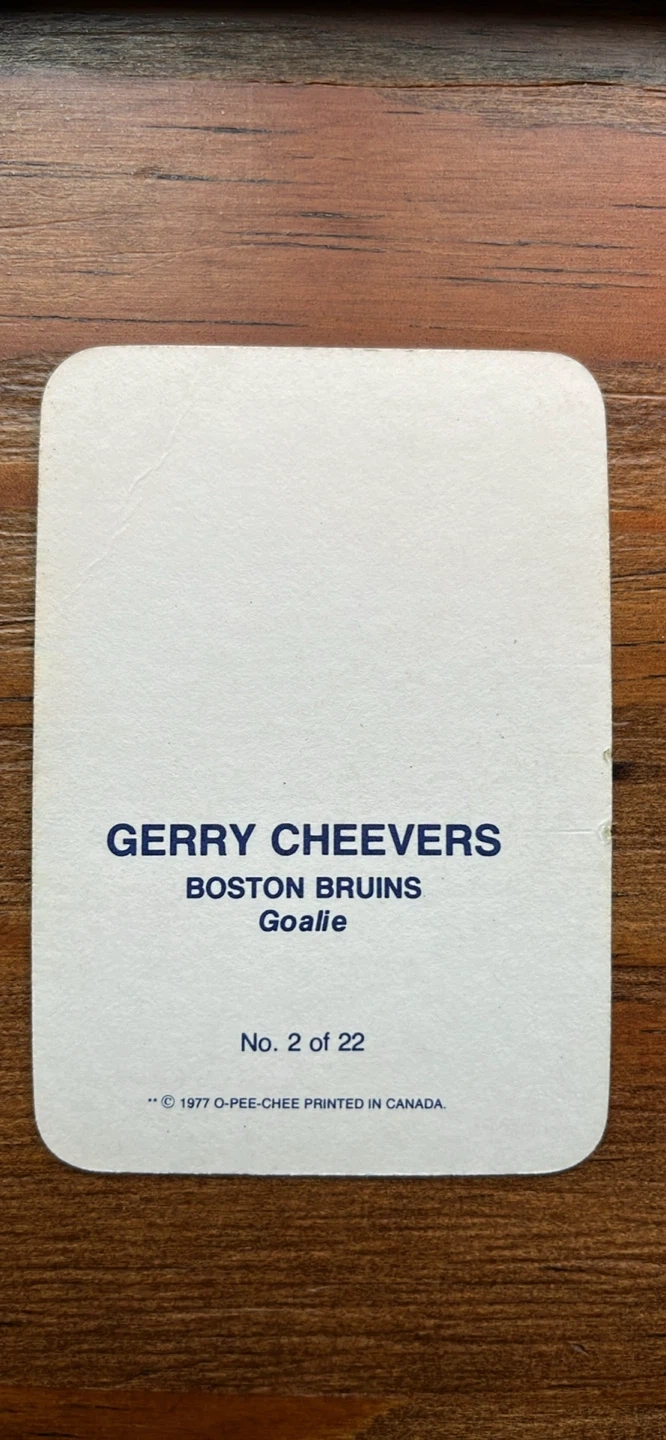 GERRY CHEEVERS
BOSTON BRUINS
Goalie
No. 2 of 22
** © 1977 O-PEE-CHEE PRINTED IN CANADA.